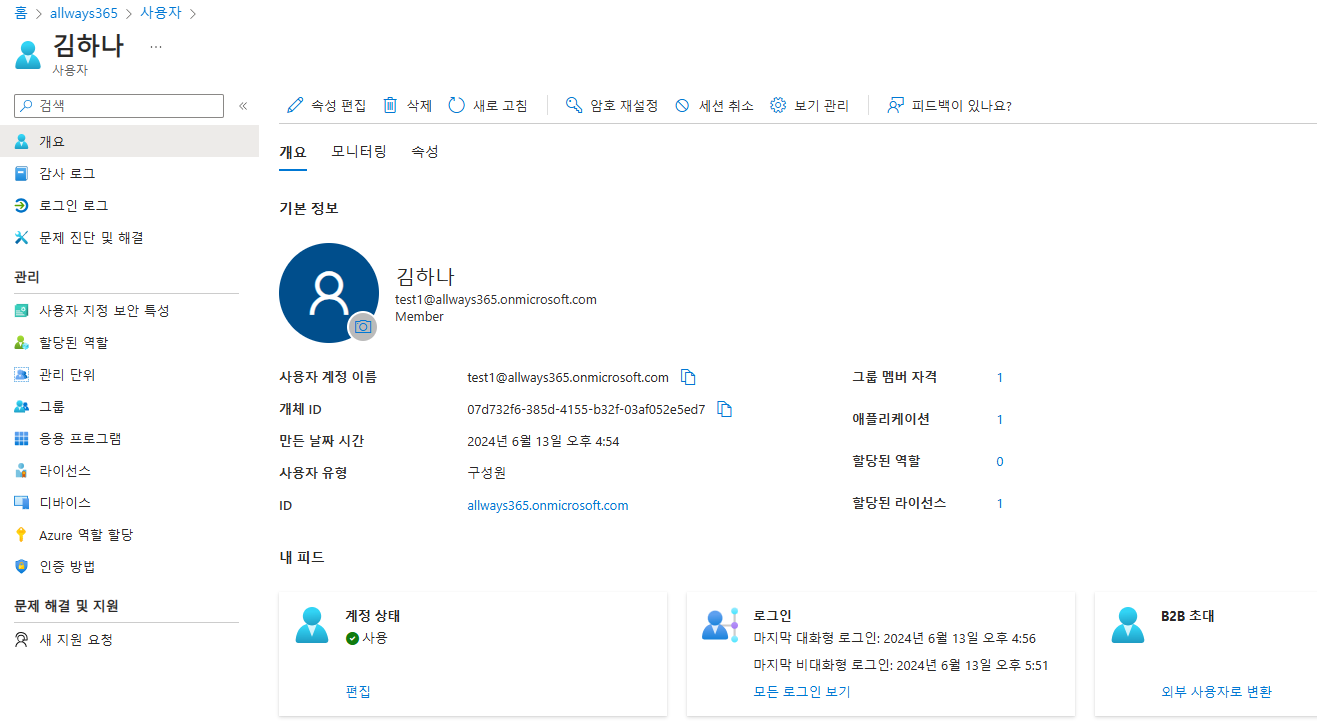 홈 > allways365 > 사용자 >
김하나 ...
사용자
검색 «
개요
감사 로그
로그인 로그
문제 진단 및 해결
관리
사용자 지정 보안 특성
할당된 역할
관리 단위
그룹
응용 프로그램
라이선스
디바이스
Azure 역할 할당
인증 방법
문제 해결 및 지원
새 지원 요청
속성 편집 삭제 새로 고침 암호 재설정 세션 취소 보기 관리 피드백이 있나요?
개요 모니터링 속성
기본 정보
김하나
test1@allways365.onmicrosoft.com
Member
사용자 계정 이름 test1@allways365.onmicrosoft.com
개체 ID 07d732f6-385d-4155-b32f-03af052e5ed7
만든 날짜 시간 2024년 6월 13일 오후 4:54
사용자 유형 구성원
ID allways365.onmicrosoft.com
그룹 멤버 자격 1
애플리케이션 1
할당된 역할 0
할당된 라이선스 1
내 피드
계정 상태
사용
편집
로그인
마지막 대화형 로그인: 2024년 6월 13일 오후 4:56
마지막 비대화형 로그인: 2024년 6월 13일 오후 5:51
모든 로그인 보기
B2B 초대
외부 사용자로 변환